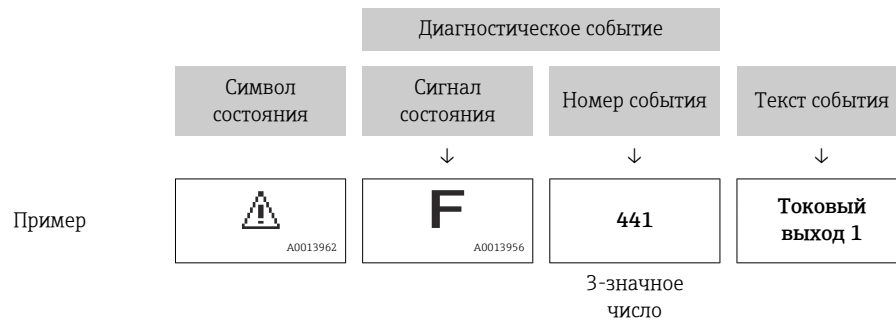 Диагностическое событие
Символ состояния
Сигнал состояния
Номер события
Текст события
↓ ↓ ↓
Пример
A0013962
F
A0013956
441
Токовый выход 1
3-значное число